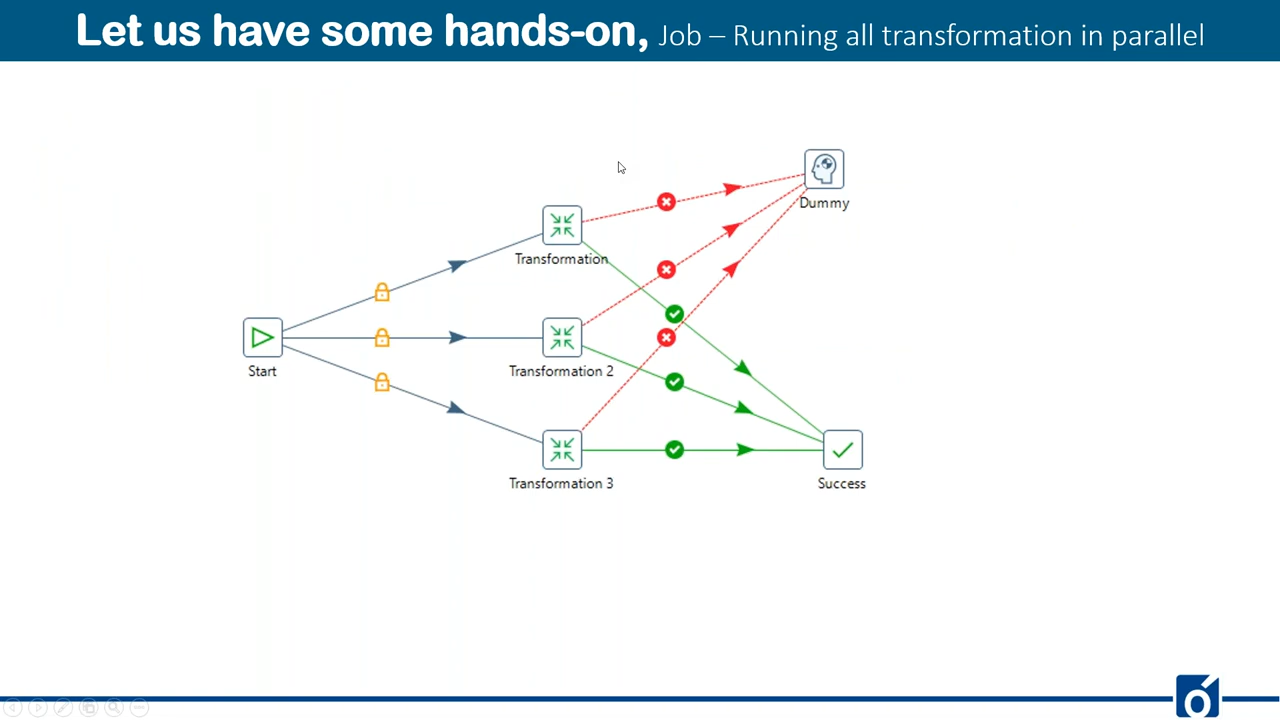 Let us have some hands-on, Job – Running all transformation in parallel
Dummy
Transformation
Start
Transformation 2
Transformation 3
Success